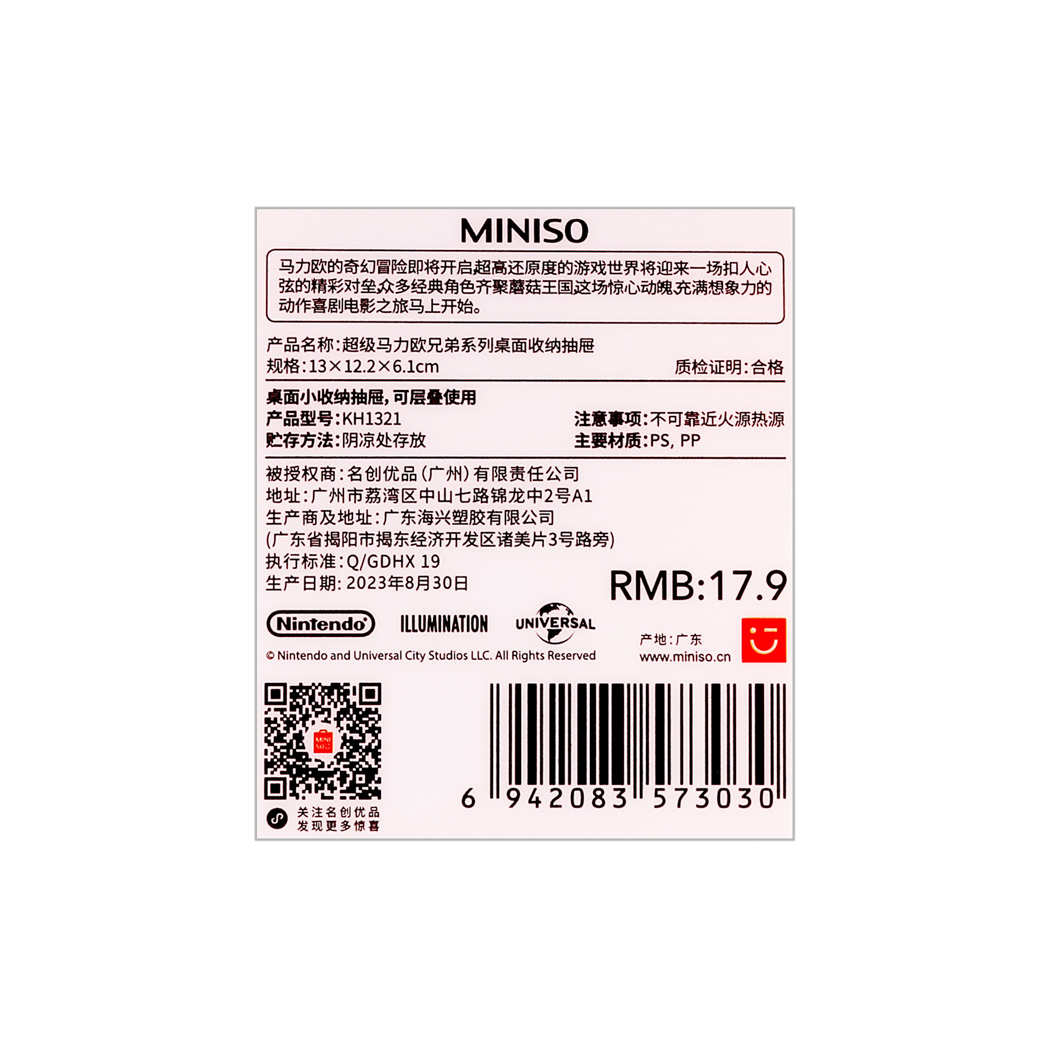 MINISO
马力欧的奇幻冒险即将开启,超高还原度的游戏世界将迎来一场扣人心
弦的精彩对垒,众多经典角色齐聚蘑菇王国,这场惊心动魄,充满想象力的
动作喜剧电影之旅马上开始。
产品名称:超级马力欧兄弟系列桌面收纳抽屉
规格:13×12.2×6.1cm 质检证明:合格
桌面小收纳抽屉,可层叠使用
产品型号:KH1321 注意事项:不可靠近火源热源
贮存方法:阴凉处存放 主要材质:PS, PP
被授权商:名创优品(广州)有限责任公司
地址:广州市荔湾区中山七路锦龙中2号A1
生产商及地址:广东海兴塑胶有限公司
(广东省揭阳市揭东经济开发区诸美片3号路旁)
执行标准:Q/GDHX 19
生产日期: 2023年8月30日
RMB:17.9
Nintendo® ILLUMINATION UNIVERSAL
产地:广东
© Nintendo and Universal City Studios LLC. All Rights Reserved
www.miniso.cn
MINI
SO
6 942083 573030
关注名创优品
发现更多惊喜